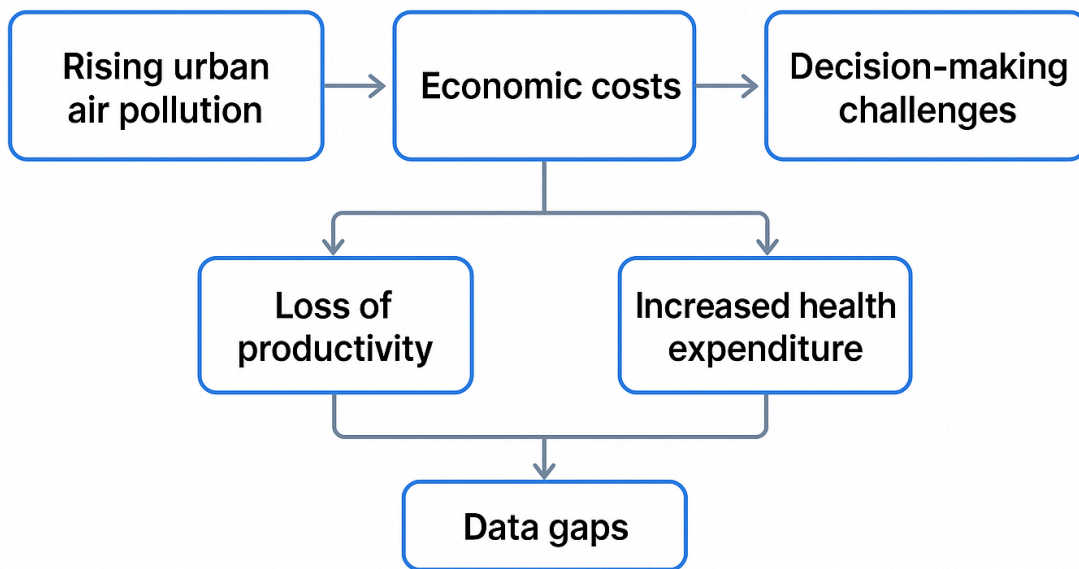 Rising urban
air pollution
Economic costs
Decision-making
challenges
Loss of
productivity
Increased health
expenditure
Data gaps